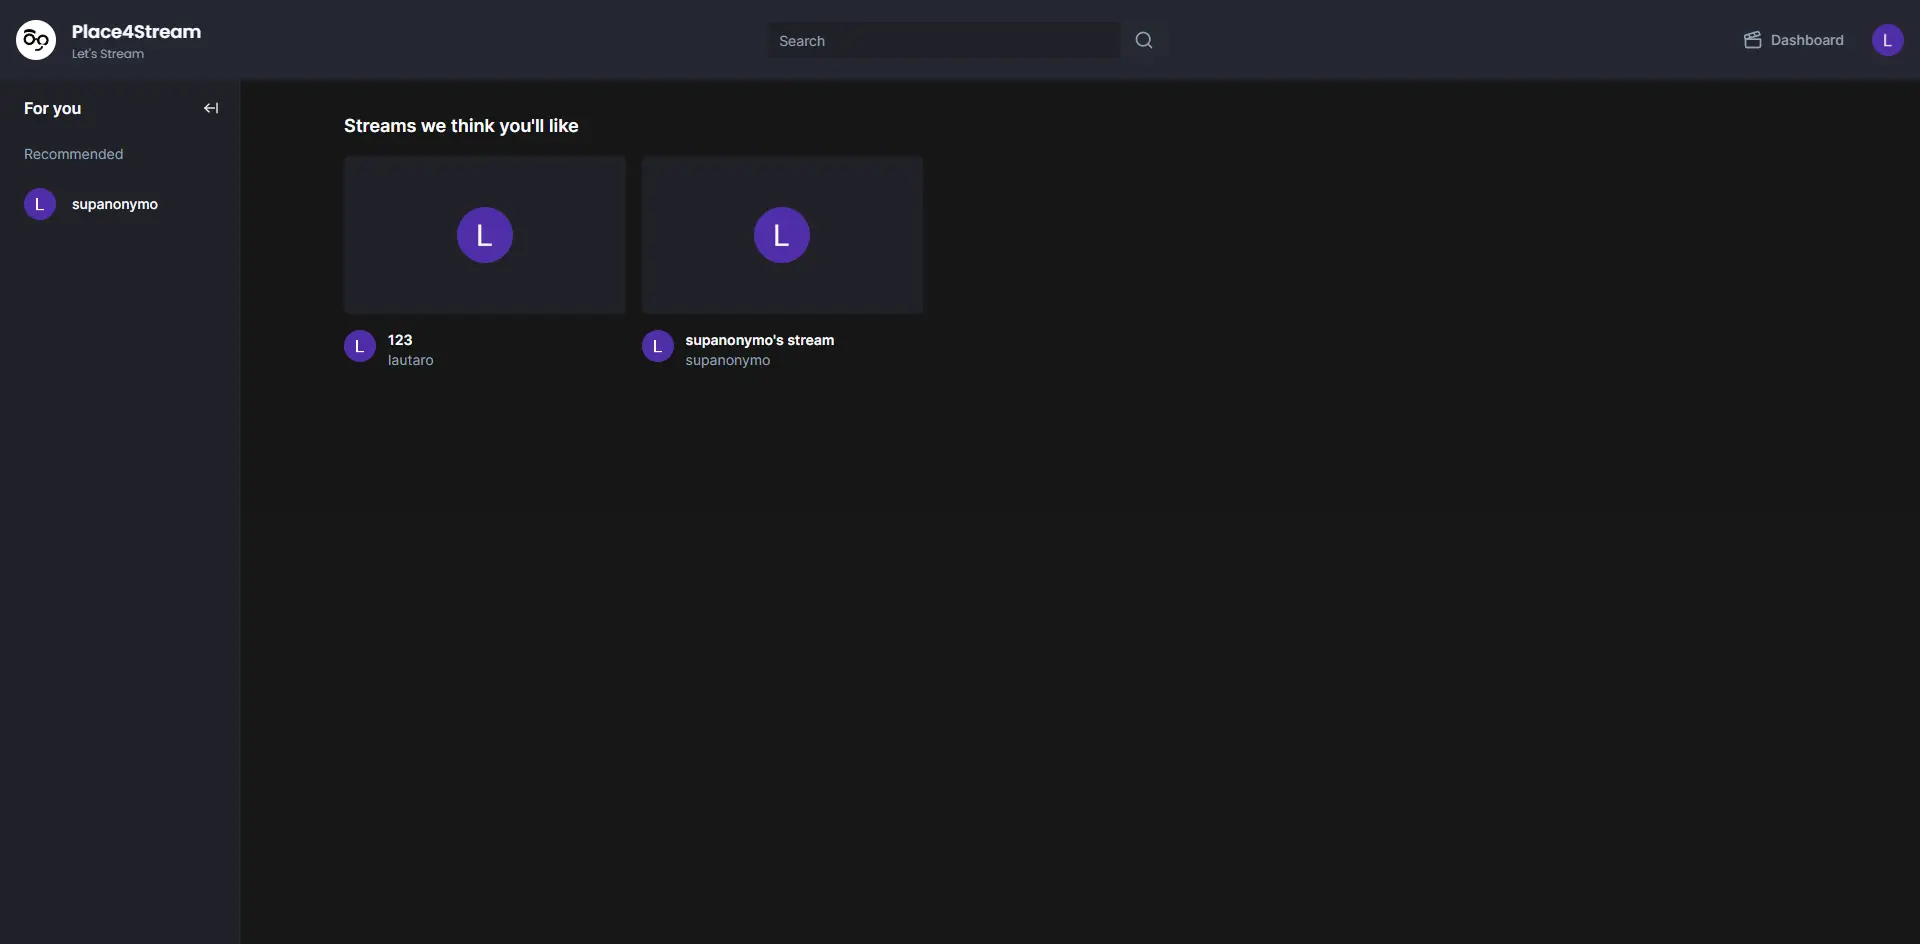 Place4Stream
Let's Stream
Search
Dashboard
L
For you
Recommended
L
supanonymo
Streams we think you'll like
L
L
L
123
lautaro
L
supanonymo's stream
supanonymo